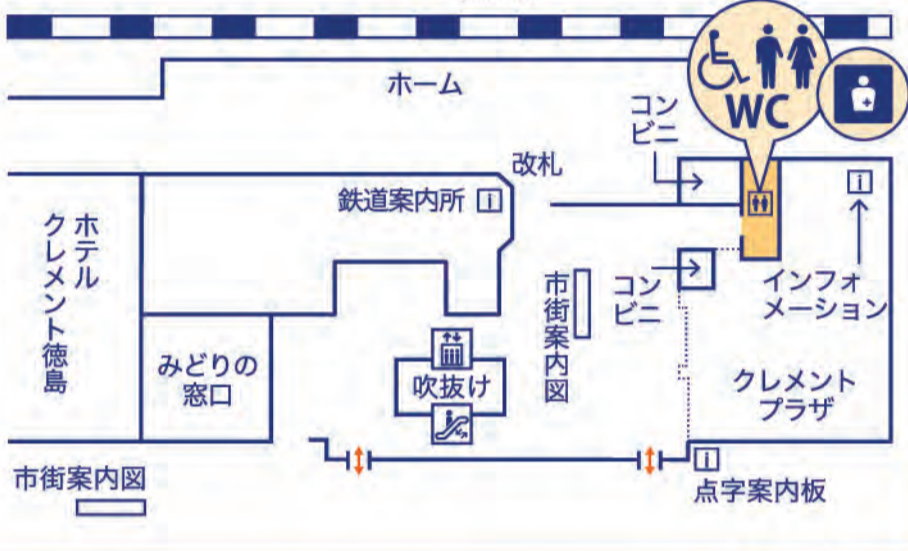 ホーム
WC
コン
ビニ
改札
鉄道案内所 i
i
ホテル
クレメント徳島
市街案内図
コン
ビニ
インフォ
メーション
みどりの
窓口
吹抜け
クレメント
プラザ
市街案内図
i
点字案内板